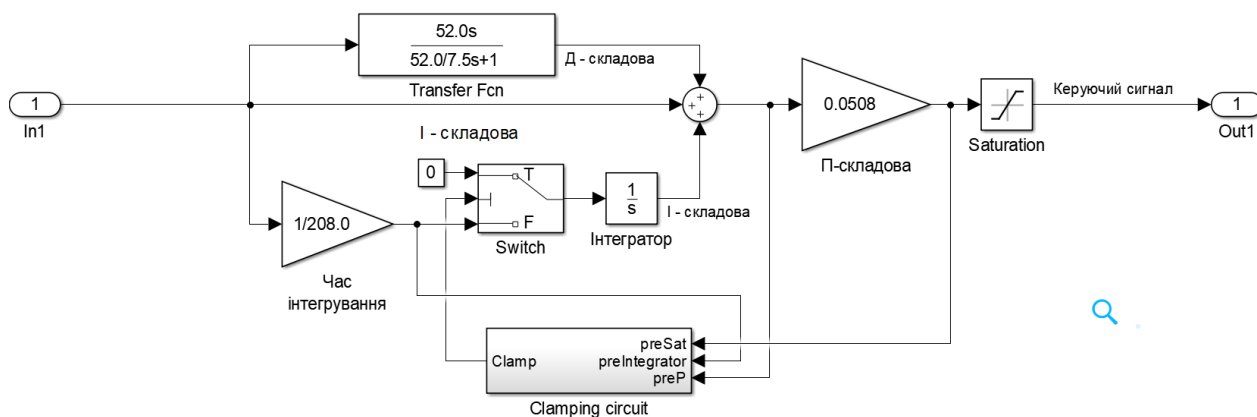 52.0s
52.0/7.5s+1
Transfer Fcn
Д - складова
1
In1
+
+
+
0.0508
П-складова
Saturation
Керуючий сигнал
1
Out1
І - складова
0
T
F
Switch
1
s
Інтегратор
І - складова
1/208.0
Час
інтегрування
Clamp
preSat
preIntegrator
preP
Clamping circuit